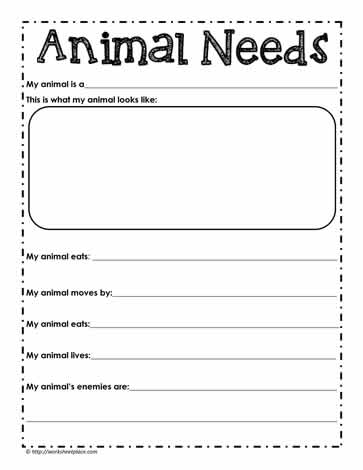 Animal Needs
My animal is a
This is what my animal looks like:
My animal eats:
My animal moves by:
My animal eats:
My animal lives:
My animal's enemies are:
© http://worksheetplace.com